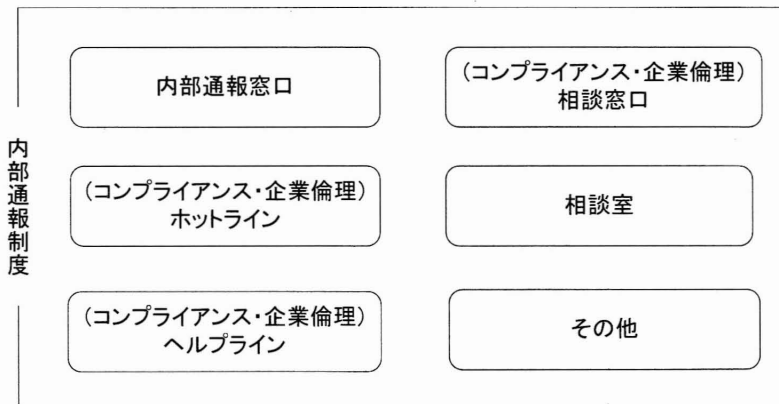 内部通報制度
内部通報窓口
(コンプライアンス・企業倫理)
相談窓口
(コンプライアンス・企業倫理)
ホットライン
相談室
(コンプライアンス・企業倫理)
ヘルプライン
その他